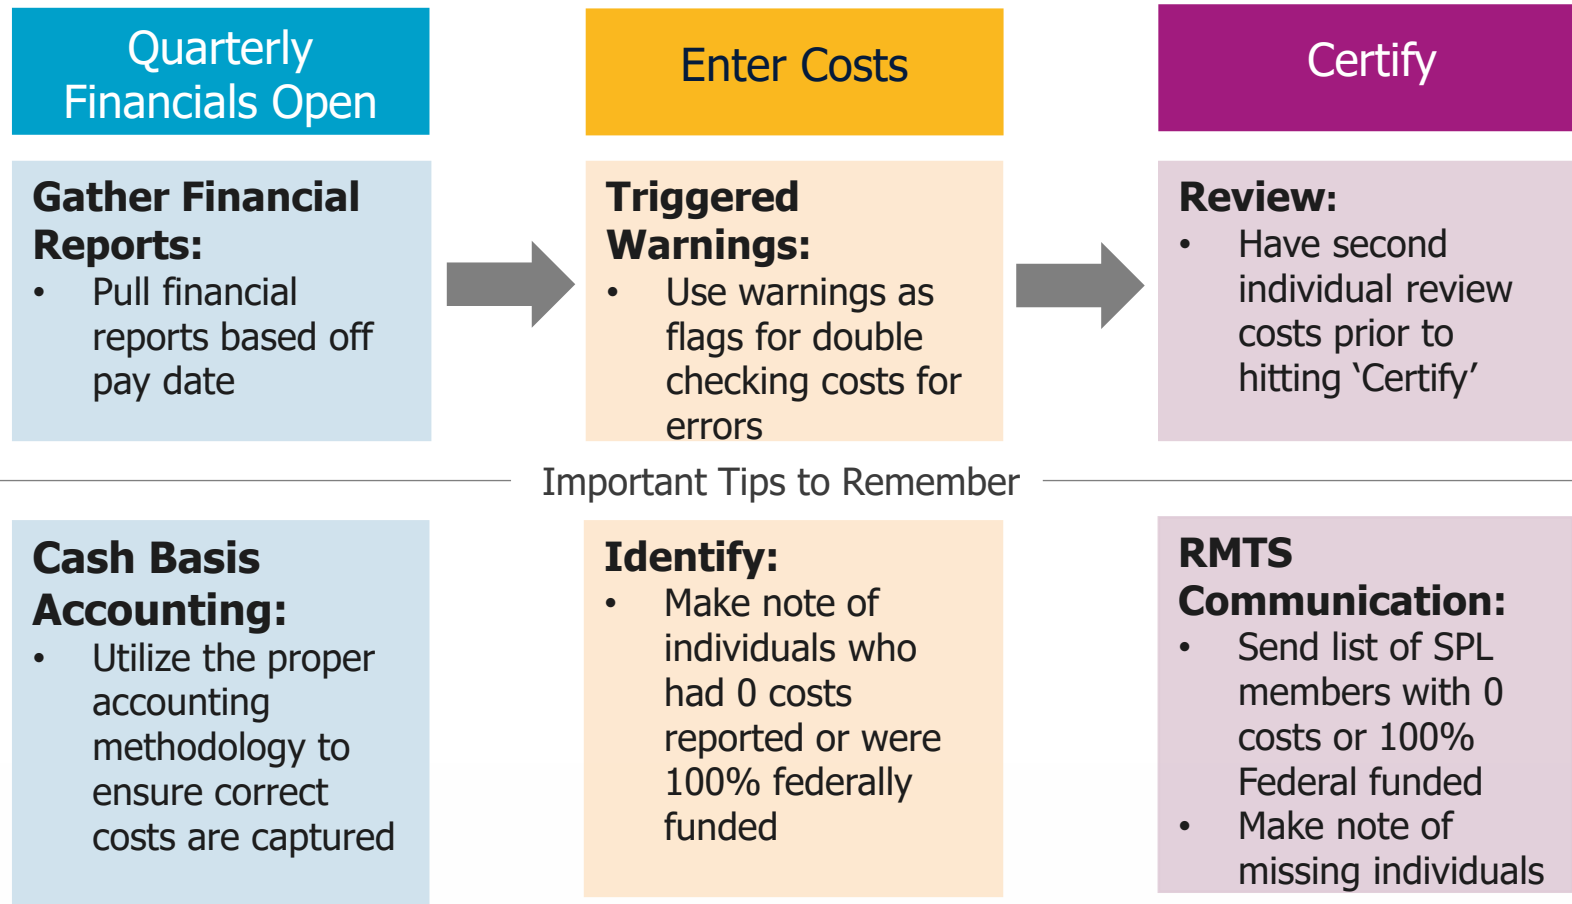 Quarterly
Financials Open
Enter Costs
Certify
Gather Financial
Reports:
• Pull financial
reports based off
pay date
Triggered
Warnings:
• Use warnings as
flags for double
checking costs for
errors
Review:
• Have second
individual review
costs prior to
hitting ‘Certify’
Important Tips to Remember
Cash Basis
Accounting:
• Utilize the proper
accounting
methodology to
ensure correct
costs are captured
Identify:
• Make note of
individuals who
had 0 costs
reported or were
100% federally
funded
RMTS
Communication:
• Send list of SPL
members with 0
costs or 100%
Federal funded
• Make note of
missing individuals